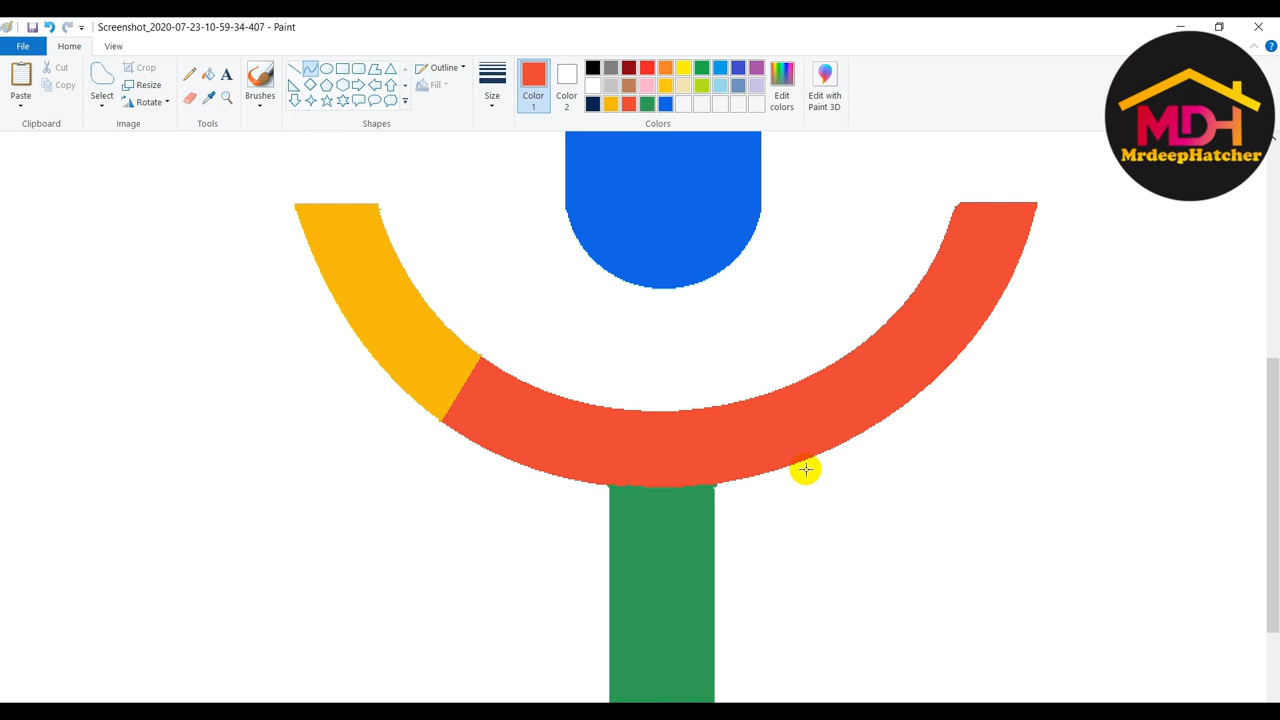 Screenshot_2020-07-23-10-59-34-407 - Paint
File Home View
Paste
Cut
Copy
Clipboard
Select
Crop
Resize
Rotate
Image
A
Tools
Brushes
Shapes
Outline
Fill
Size
Color
1
Color
2
Colors
Edit
colors
Edit with
Paint 3D
?
MDH
MrdeepHatcher